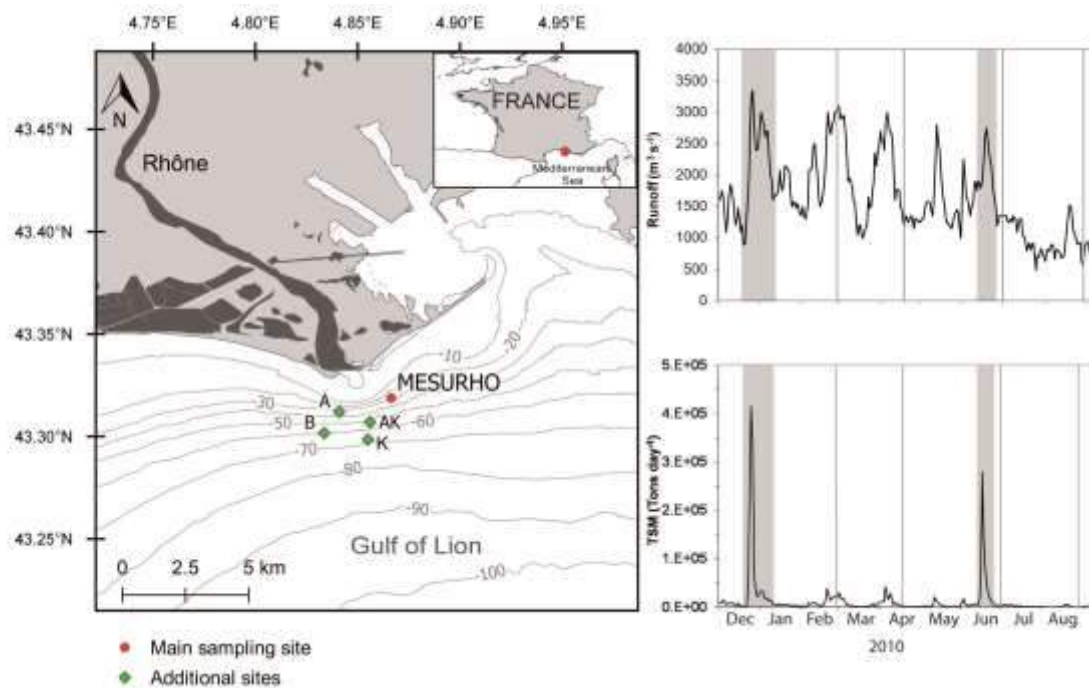 4.75°E 4.80°E 4.85°E 4.90°E 4.95°E
43.45°N
43.40°N
43.35°N
43.30°N
43.25°N
N
Rhône
FRANCE
Mediterranean
Sea
-10
-20
MESURHO
-30
A
-50
B
AK
-60
-70
K
-80
-90
Gulf of Lion
-100
0 2.5 5 km
Main sampling site
Additional sites
Runoff (m³ s⁻¹)
4000
3500
3000
2500
2000
1500
1000
500
0
TSM (Tons day⁻¹)
5.E+05
4.E+05
3.E+05
2.E+05
1.E+05
0.E+00
Dec Jan Feb Mar Apr May Jun Jul Aug
2010